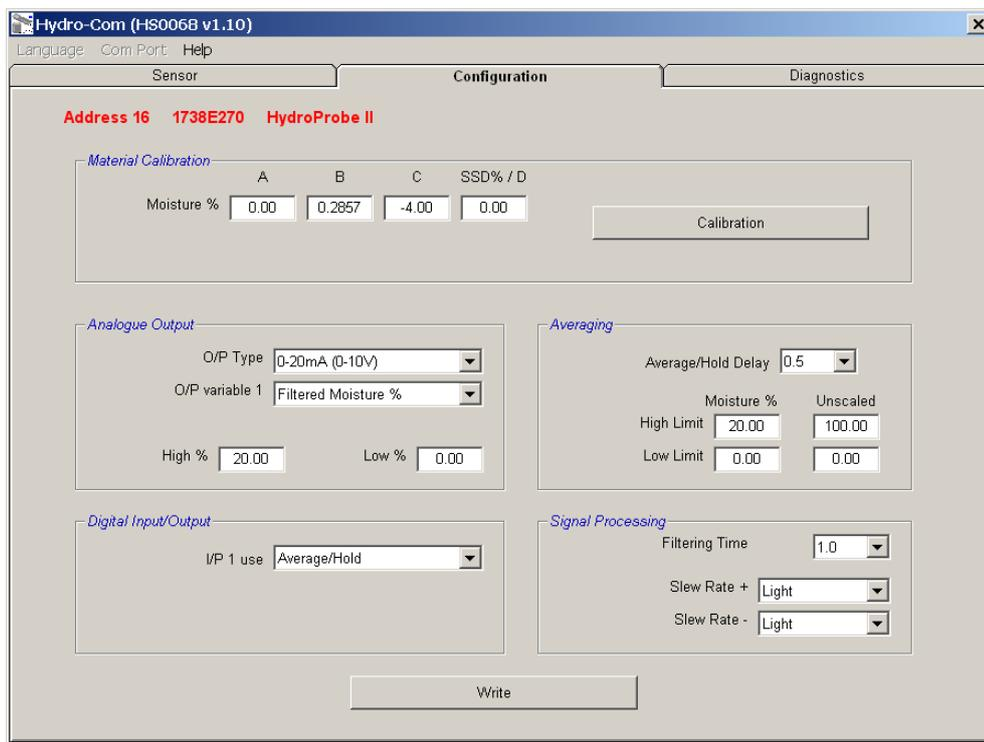 Hydro-Com (HS0068 v1.10)
Language Com Port Help
Sensor Configuration Diagnostics
Address 16 1738E270 HydroProbe II
Material Calibration
A B C SSD% / D
Moisture % 0.00 0.2857 -4.00 0.00
Calibration
Analogue Output
O/P Type 0-20mA (0-10V)
O/P variable 1 Filtered Moisture %
High % 20.00 Low % 0.00
Averaging
Average/Hold Delay 0.5
Moisture % Unscaled
High Limit 20.00 100.00
Low Limit 0.00 0.00
Digital Input/Output
I/P 1 use Average/Hold
Signal Processing
Filtering Time 1.0
Slew Rate + Light
Slew Rate - Light
Write